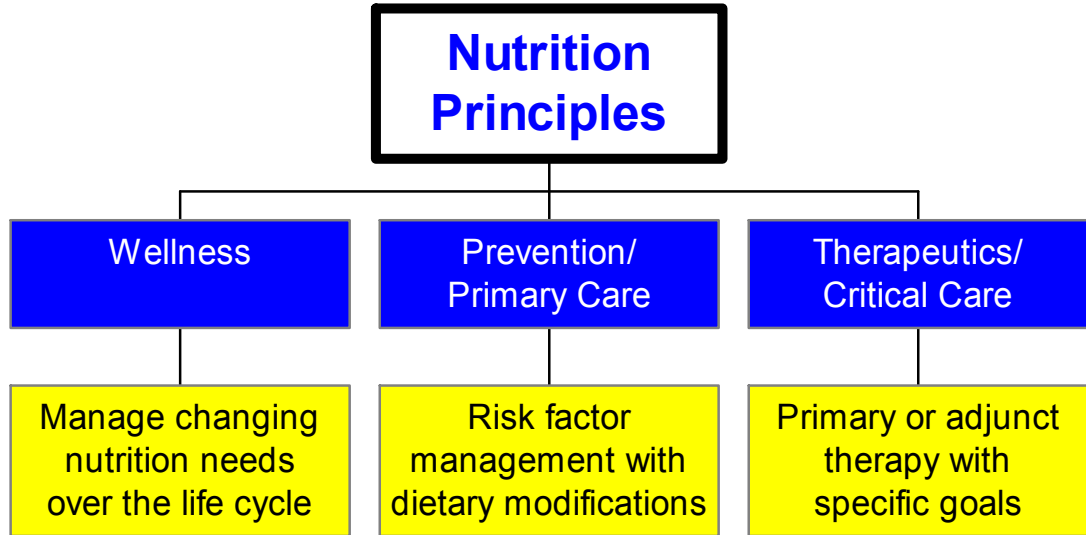 Nutrition
Principles
Wellness
Prevention/
Primary Care
Therapeutics/
Critical Care
Manage changing
nutrition needs
over the life cycle
Risk factor
management with
dietary modifications
Primary or adjunct
therapy with
specific goals